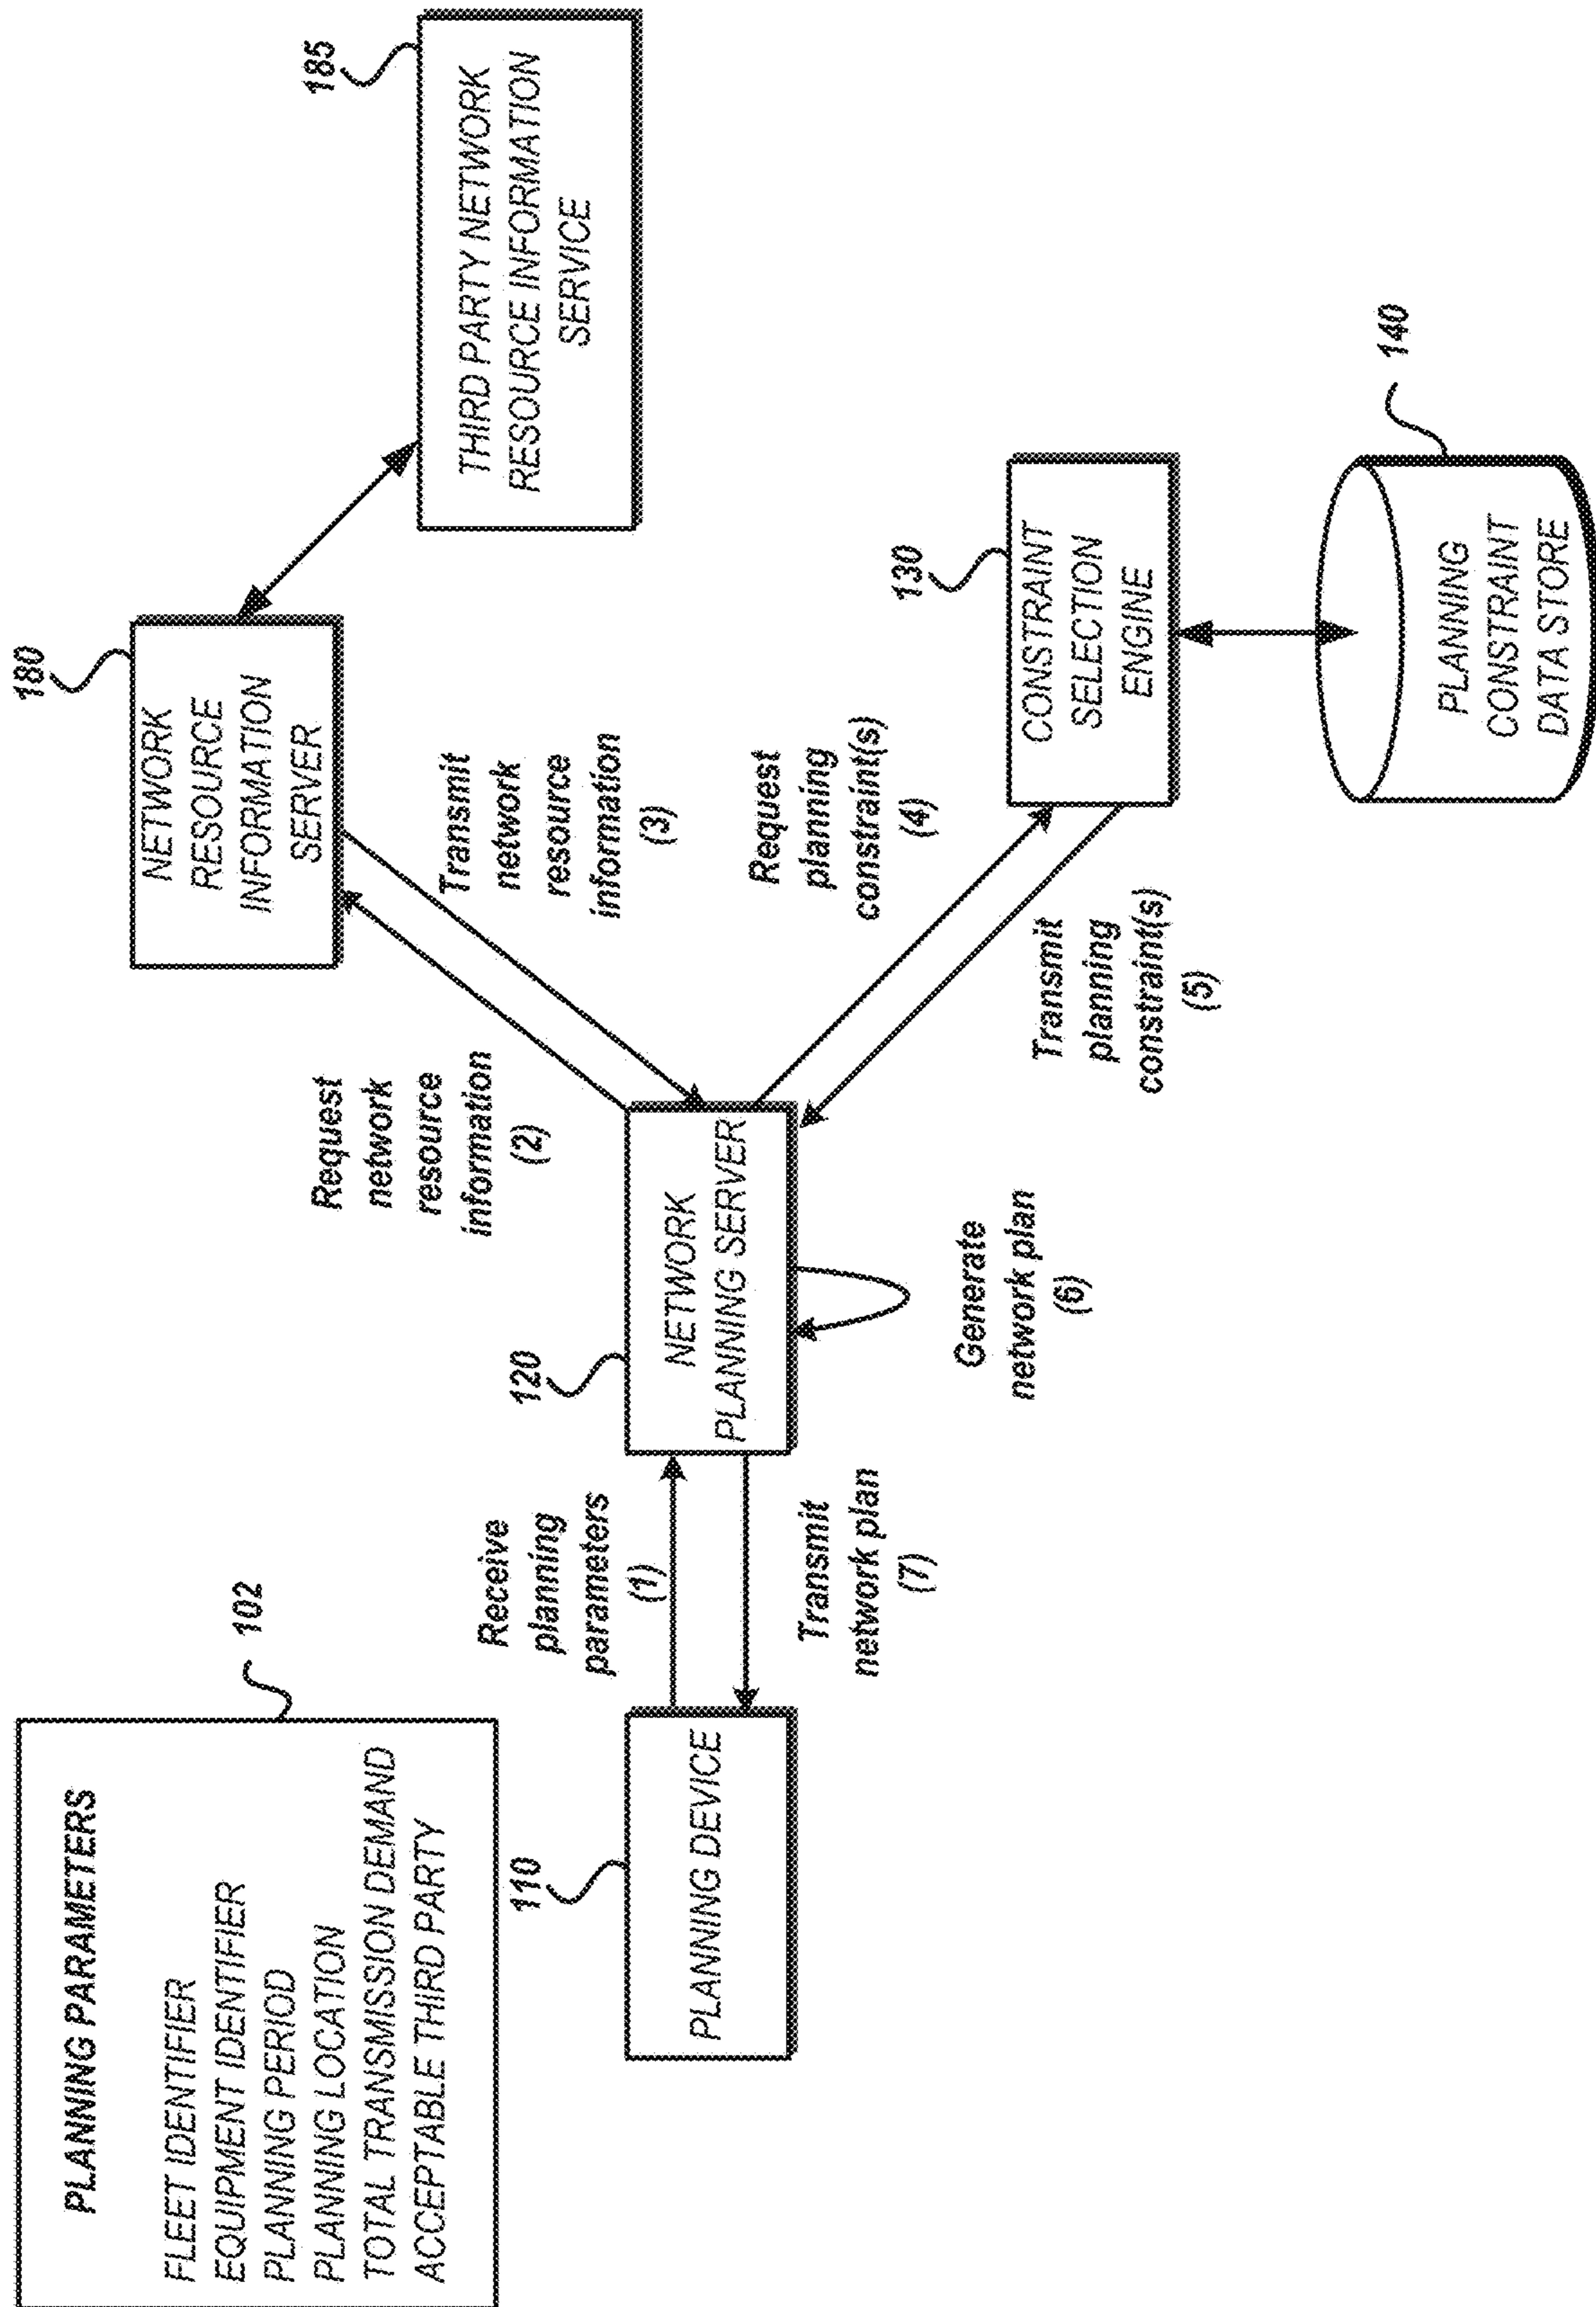 PLANNING PARAMETERS
FLEET IDENTIFIER
EQUIPMENT IDENTIFIER
PLANNING PERIOD
PLANNING LOCATION
TOTAL TRANSMISSION DEMAND
ACCEPTABLE THIRD PARTY
102
110
PLANNING DEVICE
Receive
planning
parameters
(1)
Transmit
network plan
(7)
120
NETWORK
PLANNING SERVER
Generate
network plan
(6)
Request
network
resource
information
(2)
Transmit
network
resource
information
(3)
180
NETWORK
RESOURCE
INFORMATION
SERVER
185
THIRD PARTY NETWORK
RESOURCE INFORMATION
SERVICE
Request
planning
constraint(s)
(4)
Transmit
planning
constraint(s)
(5)
130
CONSTRAINT
SELECTION
ENGINE
140
PLANNING
CONSTRAINT
DATA STORE